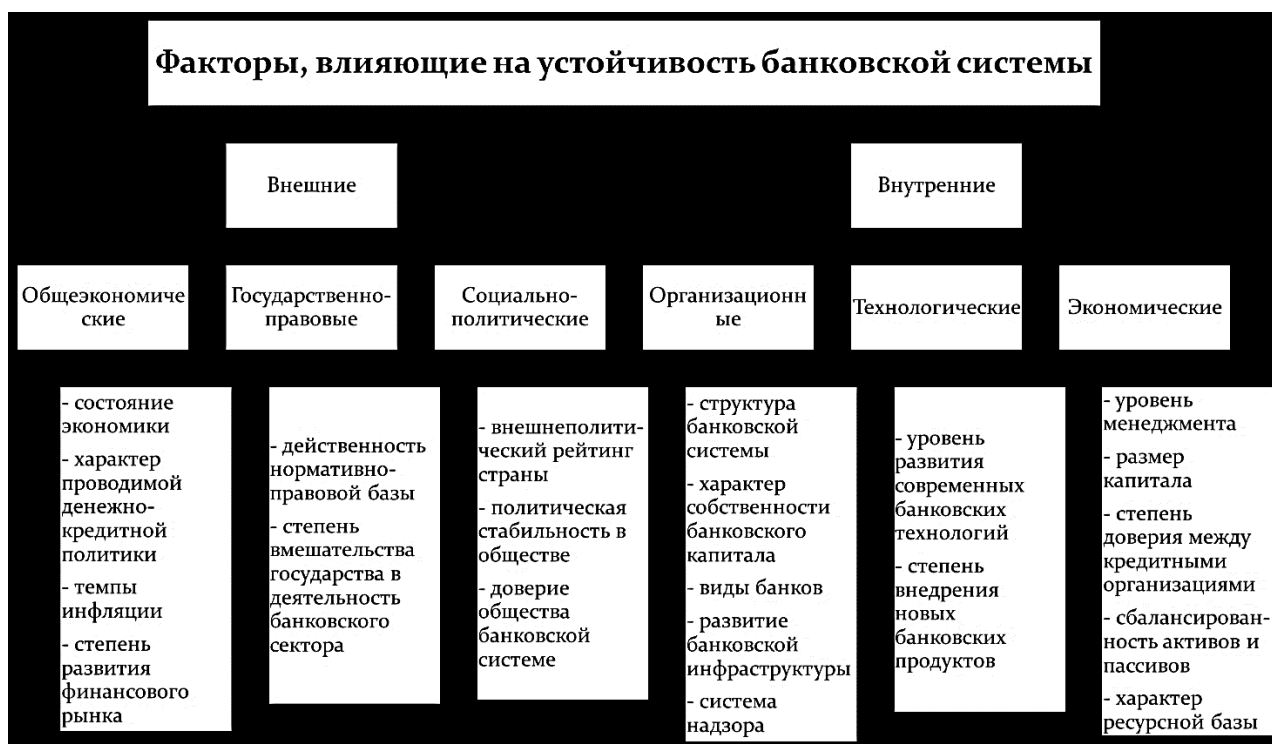 Факторы, влияющие на устойчивость банковской системы
Внешние
Внутренние
Общеэкономиче
ские
Государственно-
правовые
Социально-
политические
Организационн
ые
Технологические
Экономические
- состояние
экономики
- характер
проводимой
денежно-
кредитной
политики
- темпы
инфляции
- степень
развития
финансового
рынка
- действенность
нормативно-
правовой базы
- степень
вмешательства
государства в
деятельность
банковского
сектора
- внешнеполити-
ческий рейтинг
страны
- политическая
стабильность в
обществе
- доверие
общества
банковской
системе
- структура
банковской
системы
- характер
собственности
банковского
капитала
- виды банков
- развитие
банковской
инфраструктуры
- система
надзора
- уровень
развития
современных
банковских
технологий
- степень
внедрения
новых
банковских
продуктов
- уровень
менеджмента
- размер
капитала
- степень
доверия между
кредитными
организациями
- сбалансирован-
ность активов и
пассивов
- характер
ресурсной базы